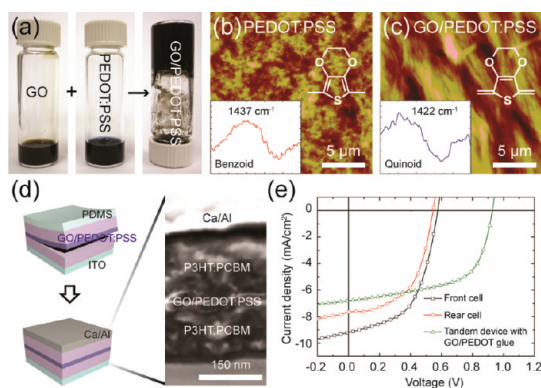 (a)
GO
+
PEDOT:PSS
→
GO/PEDOT:PSS
(b) PEDOT:PSS
O
O
S
1437 cm⁻¹
Benzoid
5 μm
(c) GO/PEDOT:PSS
O
O
S
1422 cm⁻¹
Quinoid
5 μm
(d)
PDMS
GO/PEDOT:PSS
ITO
Ca/Al
Ca/Al
P3HT:PCBM
GO/PEDOT:PSS
P3HT:PCBM
150 nm
(e)
Current density (mA/cm²)
0
-2
-4
-6
-8
-10
Front cell
Rear cell
Tandem device with
GO/PEDOT glue
-0.2 0.0 0.2 0.4 0.6 0.8 1.0 1.2
Voltage (V)